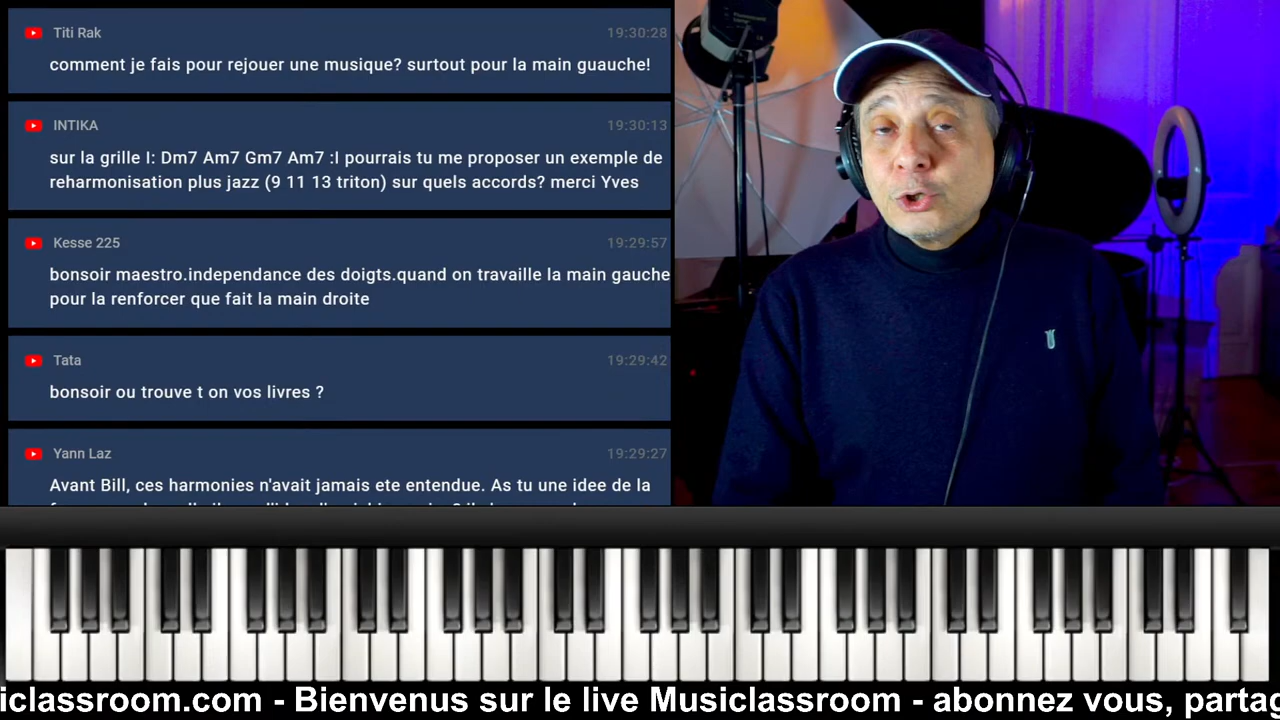 Titi Rak 19:30:28
comment je fais pour rejouer une musique? surtout pour la main guauche!
INTIKA 19:30:13
sur la grille I: Dm7 Am7 Gm7 Am7 :I pourrais tu me proposer un exemple de
reharmonisation plus jazz (9 11 13 triton) sur quels accords? merci Yves
Kesse 225 19:29:57
bonsoir maestro.independance des doigts.quand on travaille la main gauche
pour la renforcer que fait la main droite
Tata 19:29:42
bonsoir ou trouve t on vos livres ?
Yann Laz 19:29:27
Avant Bill, ces harmonies n'avait jamais ete entendue. As tu une idee de la
iclassroom.com - Bienvenus sur le live Musiclassroom - abonnez vous, partag